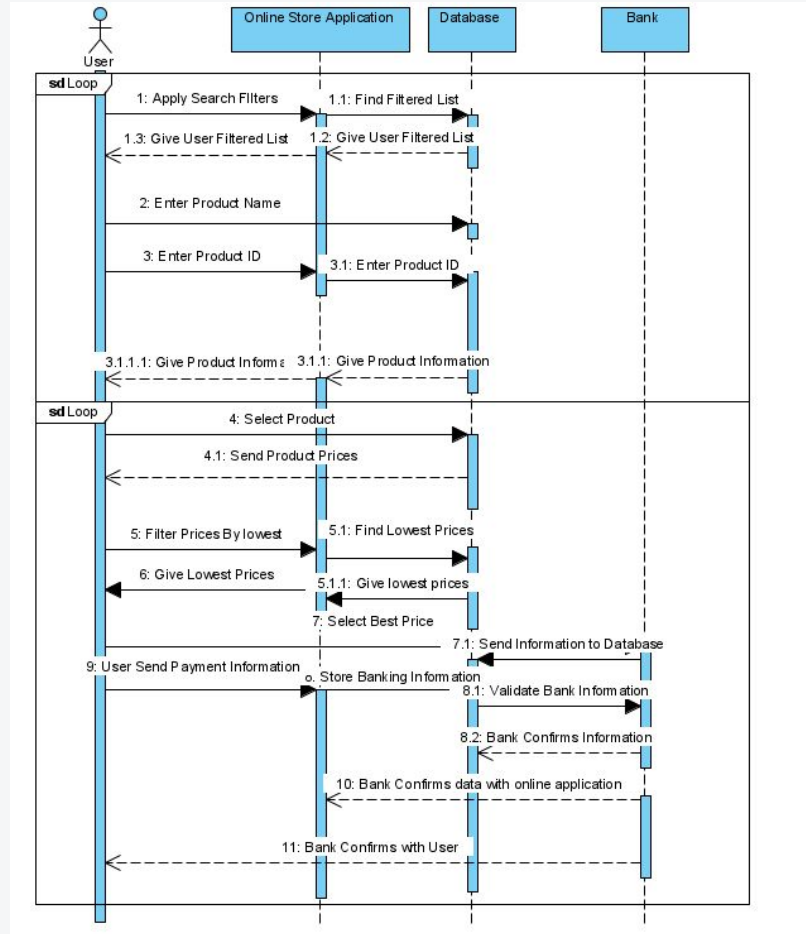 Online Store Application
Database
Bank
User
sd Loop
1: Apply Search FIlters
1.1: Find Filtered List
1.3: Give User Filtered List
1.2: Give User Filtered List
2: Enter Product Name
3: Enter Product ID
3.1: Enter Product ID
3.1.1.1: Give Product Informa
3.1.1: Give Product Information
sd Loop
4: Select Product
4.1: Send Product Prices
5: Filter Prices By lowest
5.1: Find Lowest Prices
6: Give Lowest Prices
5.1.1: Give lowest prices
7: Select Best Price
7.1: Send Information to Database
9: User Send Payment Information
Store Banking Information
8.1: Validate Bank Information
8.2: Bank Confirms Information
10: Bank Confirms data with online application
11: Bank Confirms with User